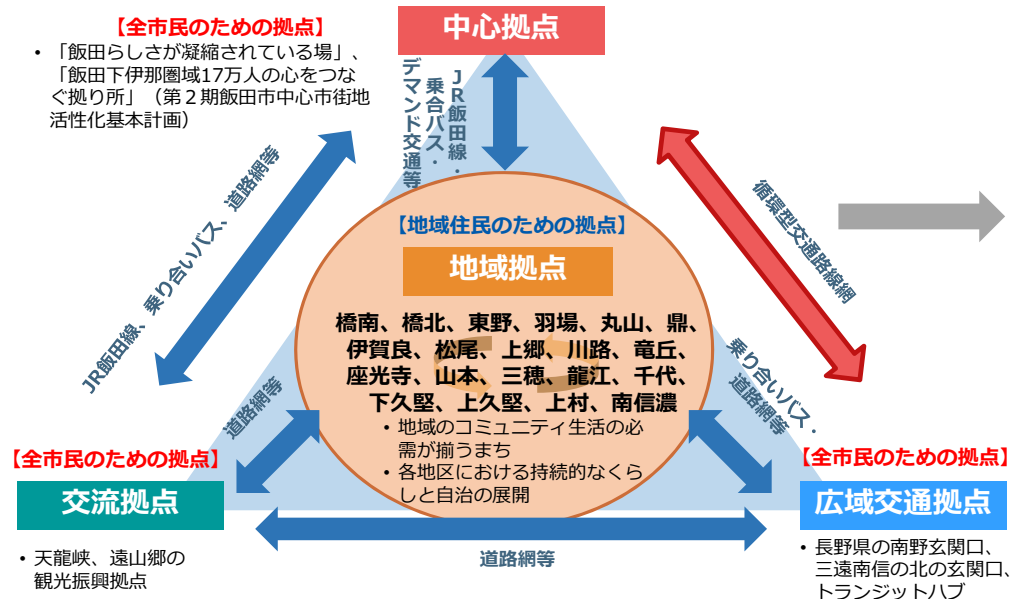 【全市民のための拠点】
中心拠点
• 「飯田らしさが凝縮されている場」、
「飯田下伊那圏域17万人の心をつな
ぐ拠り所」（第２期飯田市中心市街地
活性化基本計画）
JR飯田線・
乗合バス・
デマンド交通等
JR飯田線、乗り合いバス、道路網等
循環型交通路線網
【地域住民のための拠点】
地域拠点
橋南、橋北、東野、羽場、丸山、鼎、
伊賀良、松尾、上郷、川路、竜丘、
座光寺、山本、三穂、龍江、千代、
下久堅、上久堅、上村、南信濃
• 地域のコミュニティ生活の必
需が揃うまち
• 各地区における持続的なくら
しと自治の展開
道路網等
乗り合いバス・
道路網等
【全市民のための拠点】
交流拠点
• 天龍峡、遠山郷の
観光振興拠点
道路網等
【全市民のための拠点】
広域交通拠点
• 長野県の南野玄関口、
三遠南信の北の玄関口、
トランジットハブ